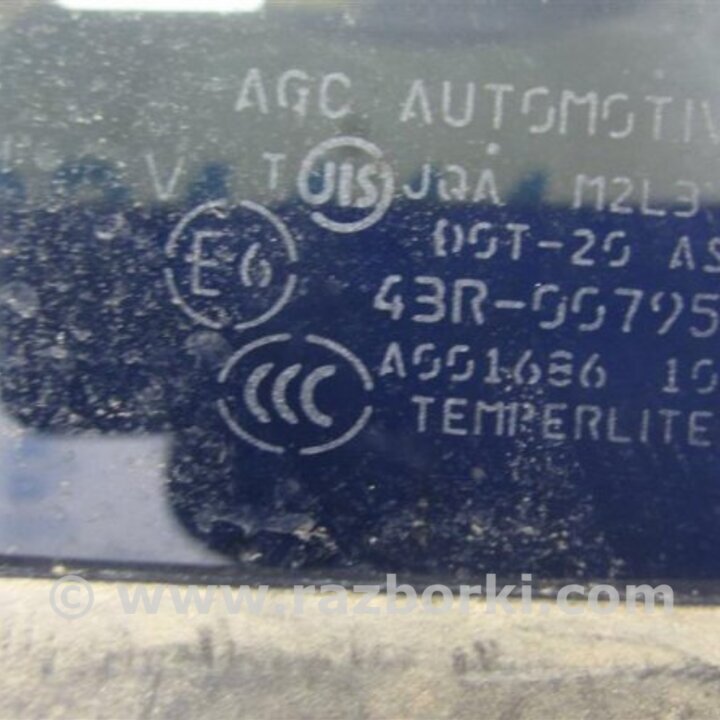 AGC AUTOMOTIV
JIS JQA M2L3
E6 DOT-20 AS
43R-00795
CCC A001686 10
TEMPERLITE
© www.razborki.com